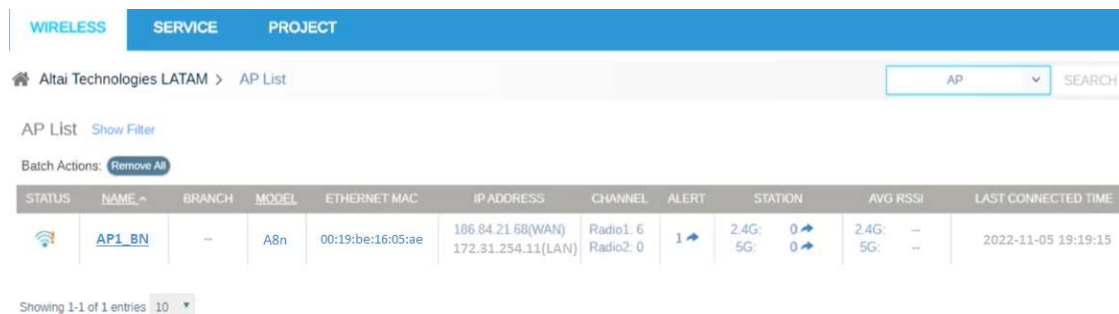 WIRELESS SERVICE PROJECT
Altai Technologies LATAM > AP List
AP SEARCH
AP List Show Filter
Batch Actions: Remove All
STATUS NAME BRANCH MODEL ETHERNET MAC IP ADDRESS CHANNEL ALERT STATION AVG RSSI LAST CONNECTED TIME
AP1_BN -- A8n 00:19:be:16:05:ae 186.84.21.68(WAN) Radio1: 6 1 2.4G: 0 2.4G: -- 2022-11-05 19:19:15
172.31.254.11(LAN) Radio2: 0 5G: 0 5G: --
Showing 1-1 of 1 entries 10